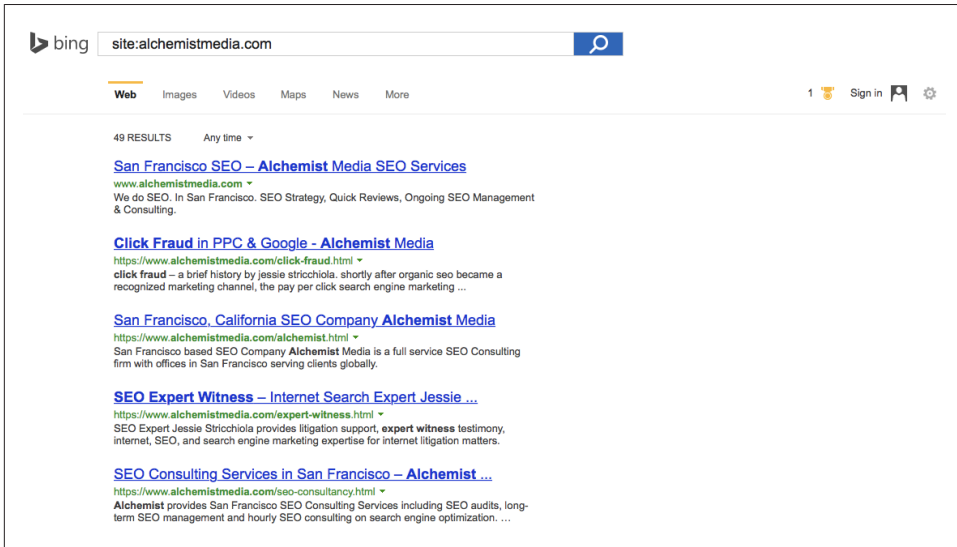 bing site:alchemistmedia.com
Web Images Videos Maps News More 1 Sign in
49 RESULTS Any time
San Francisco SEO – Alchemist Media SEO Services
www.alchemistmedia.com
We do SEO. In San Francisco. SEO Strategy, Quick Reviews, Ongoing SEO Management
& Consulting.
Click Fraud in PPC & Google - Alchemist Media
https://www.alchemistmedia.com/click-fraud.html
click fraud – a brief history by jessie stricchiola. shortly after organic seo became a
recognized marketing channel, the pay per click search engine marketing ...
San Francisco, California SEO Company Alchemist Media
https://www.alchemistmedia.com/alchemist.html
San Francisco based SEO Company Alchemist Media is a full service SEO Consulting
firm with offices in San Francisco serving clients globally.
SEO Expert Witness – Internet Search Expert Jessie ...
https://www.alchemistmedia.com/expert-witness.html
SEO Expert Jessie Stricchiola provides litigation support, expert witness testimony,
internet, SEO, and search engine marketing expertise for internet litigation matters.
SEO Consulting Services in San Francisco – Alchemist ...
https://www.alchemistmedia.com/seo-consultancy.html
Alchemist provides San Francisco SEO Consulting Services including SEO audits, long-
term SEO management and hourly SEO consulting on search engine optimization. ...